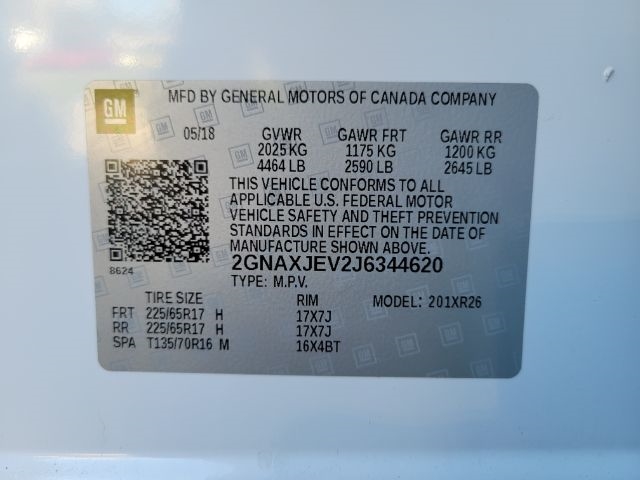 GM
MFD BY GENERAL MOTORS OF CANADA COMPANY
05/18 GVWR GAWR FRT GAWR RR
2025 KG 1175 KG 1200 KG
4464 LB 2590 LB 2645 LB
THIS VEHICLE CONFORMS TO ALL
APPLICABLE U.S. FEDERAL MOTOR
VEHICLE SAFETY AND THEFT PREVENTION
STANDARDS IN EFFECT ON THE DATE OF
MANUFACTURE SHOWN ABOVE.
8624
2GNAXJEV2J6344620
TYPE: M.P.V.
TIRE SIZE RIM MODEL: 201XR26
FRT 225/65R17 H 17X7J
RR 225/65R17 H 17X7J
SPA T135/70R16 M 16X4BT